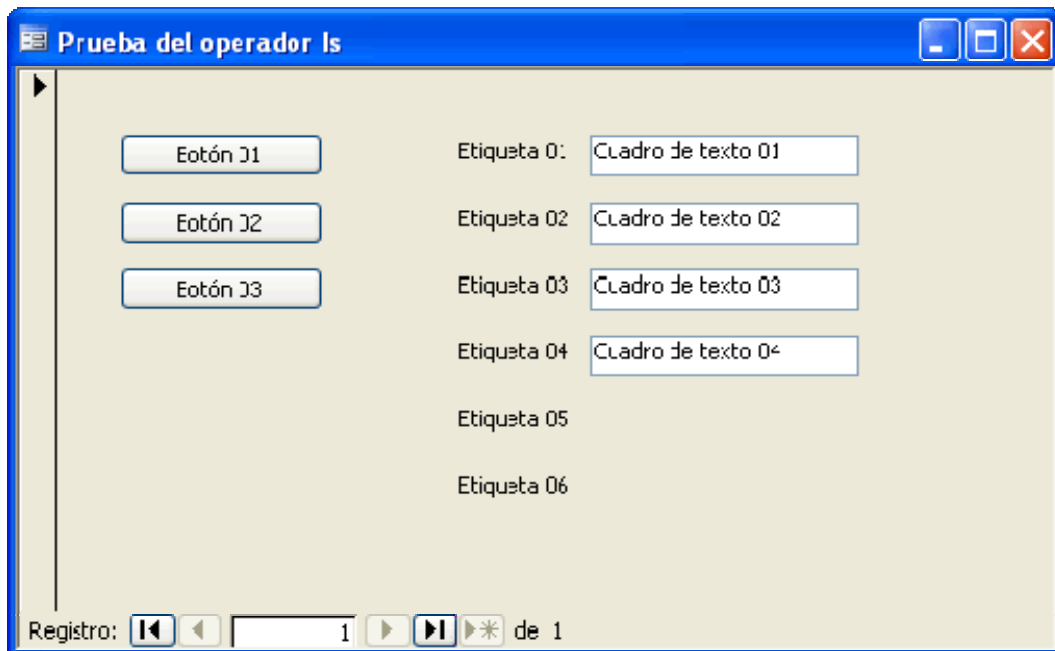 Prueba del operador Is
Botón 01
Etiqueta 01 Cuadro de texto 01
Botón 02
Etiqueta 02 Cuadro de texto 02
Botón 03
Etiqueta 03 Cuadro de texto 03
Etiqueta 04 Cuadro de texto 04
Etiqueta 05
Etiqueta 06
Registro: 1 de 1